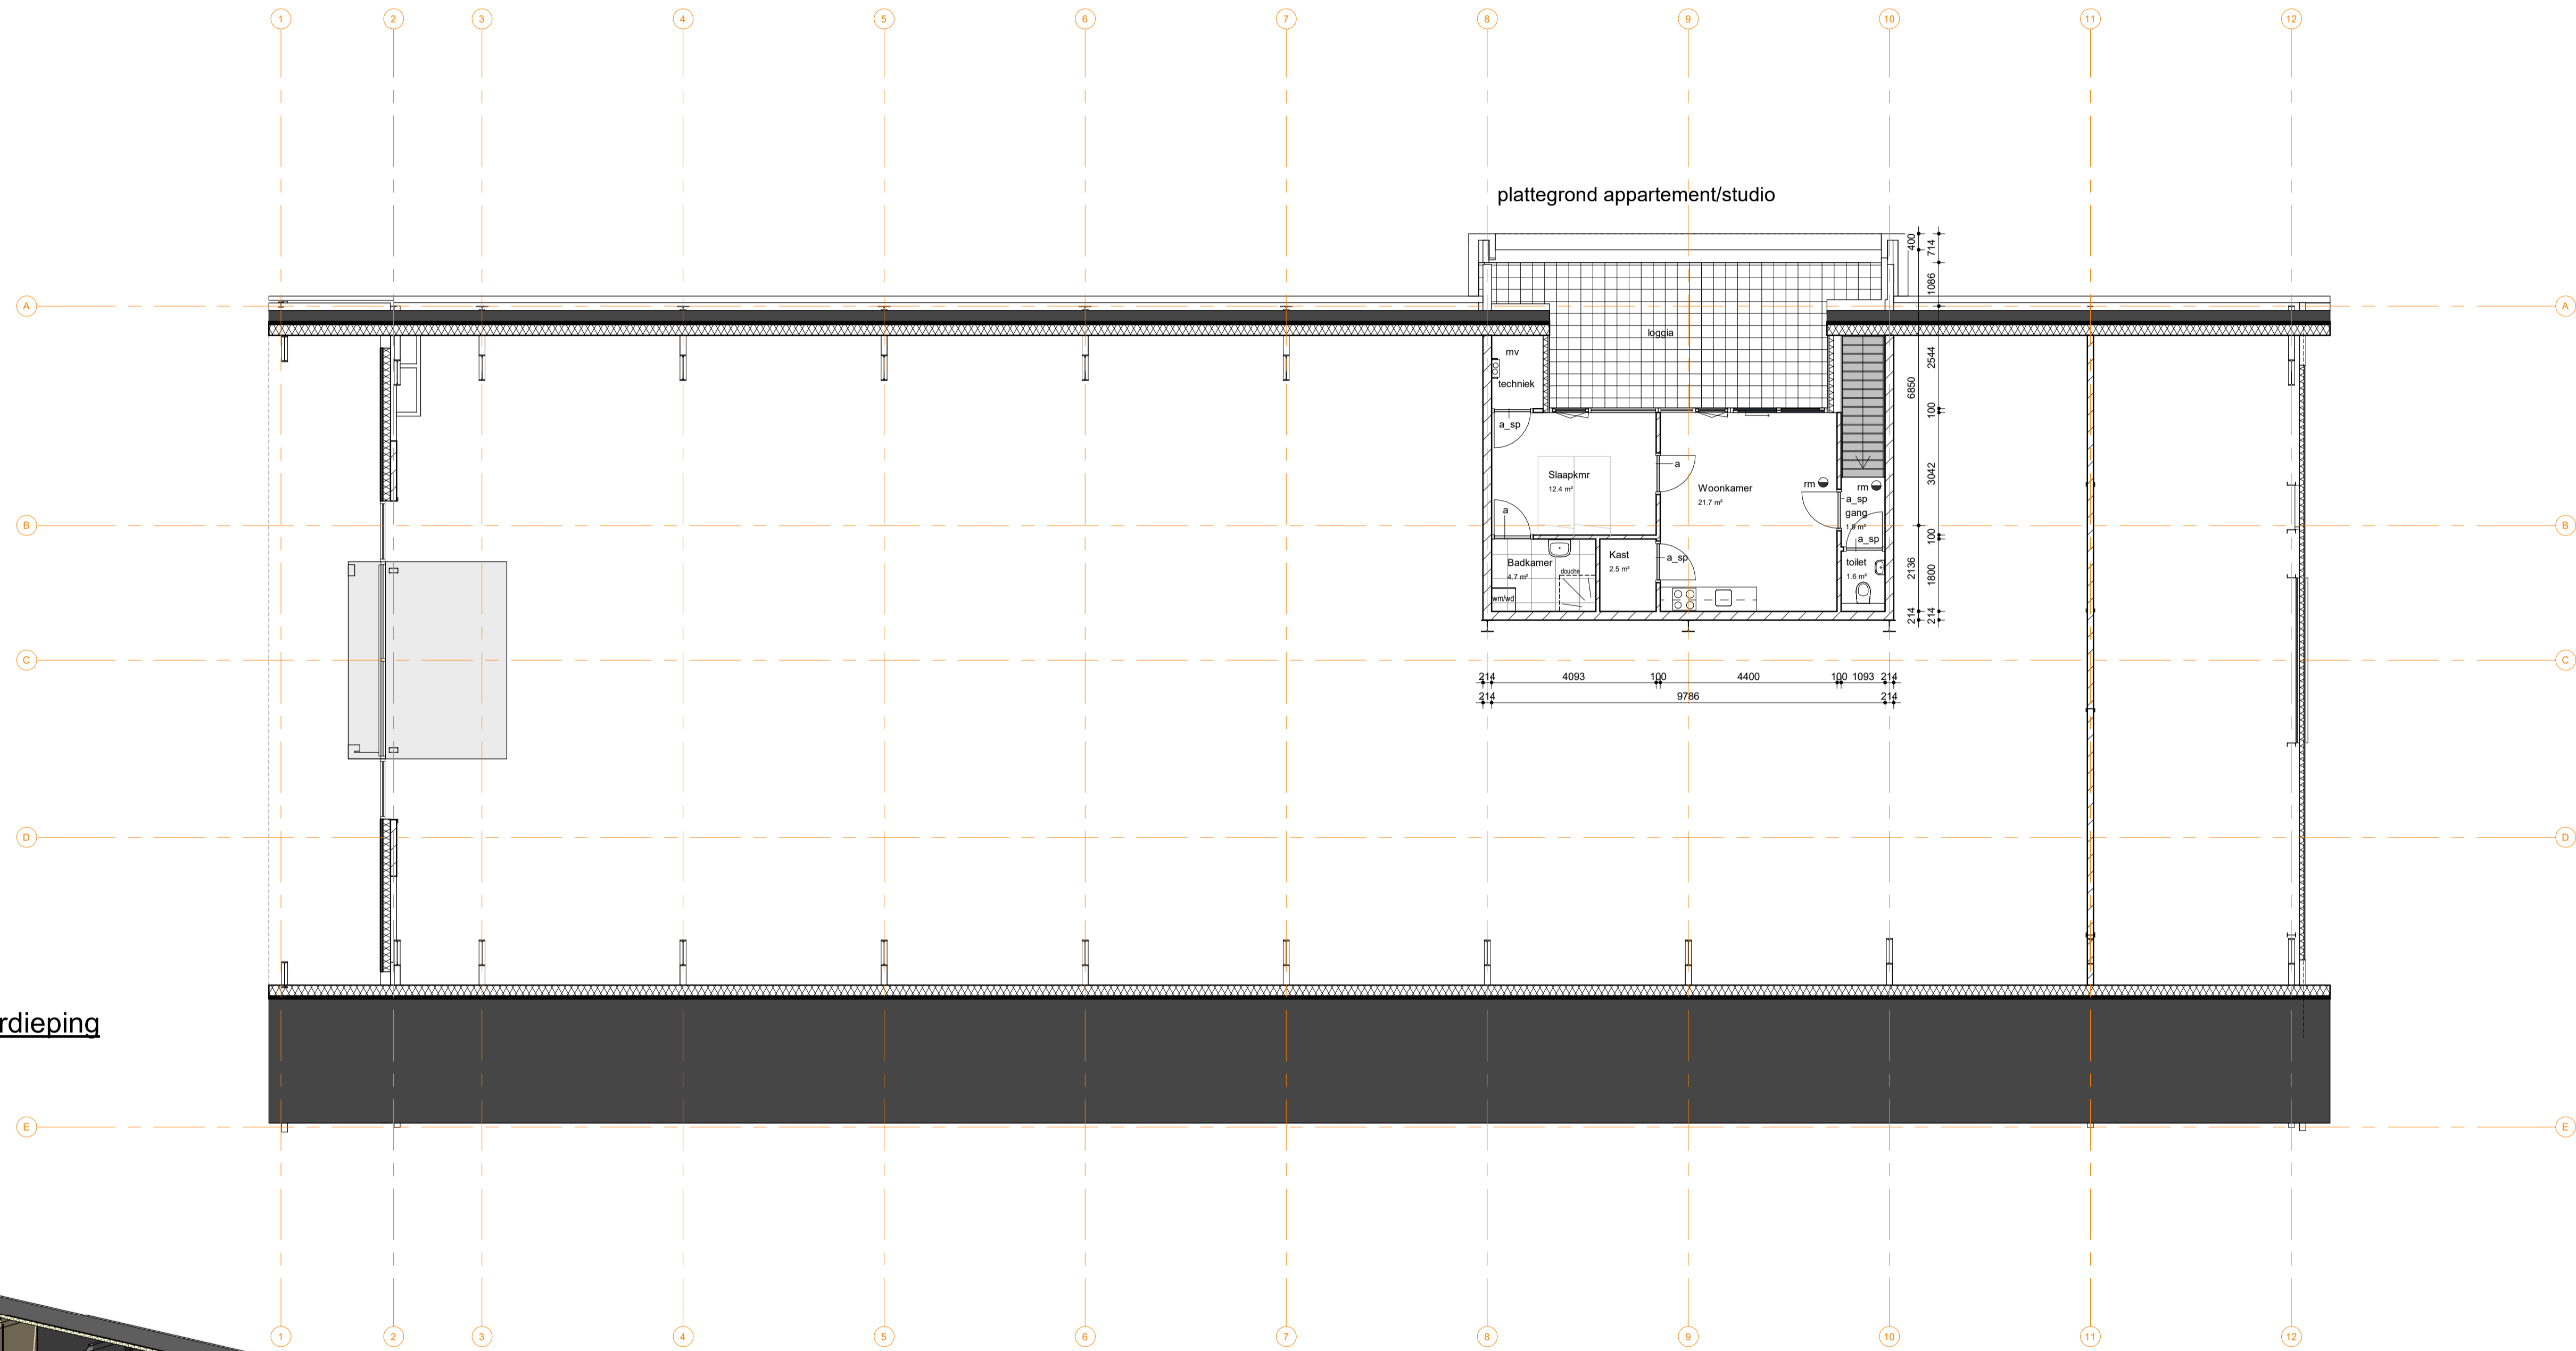 1 2 3 4 5 6 7 8 9 10 11 12
plattegrond appartement/studio
400
714
1086
A A
loggia
mv
techniek
2544
6850
100
a_sp
a
Slaapkmr
12.4 m²
Woonkamer
21.7 m²
rm
rm
a_sp
gang
1.9 m²
3042
a
B B
a_sp
100
Badkamer
4.7 m²
douche
wm/wd
Kast
2.5 m²
a_sp
toilet
1.6 m²
2136
1800
214
214
C C
214 4093 100 4400 100 1093 214
214 9786 214
D D
rdieping
E E
1 2 3 4 5 6 7 8 9 10 11 12